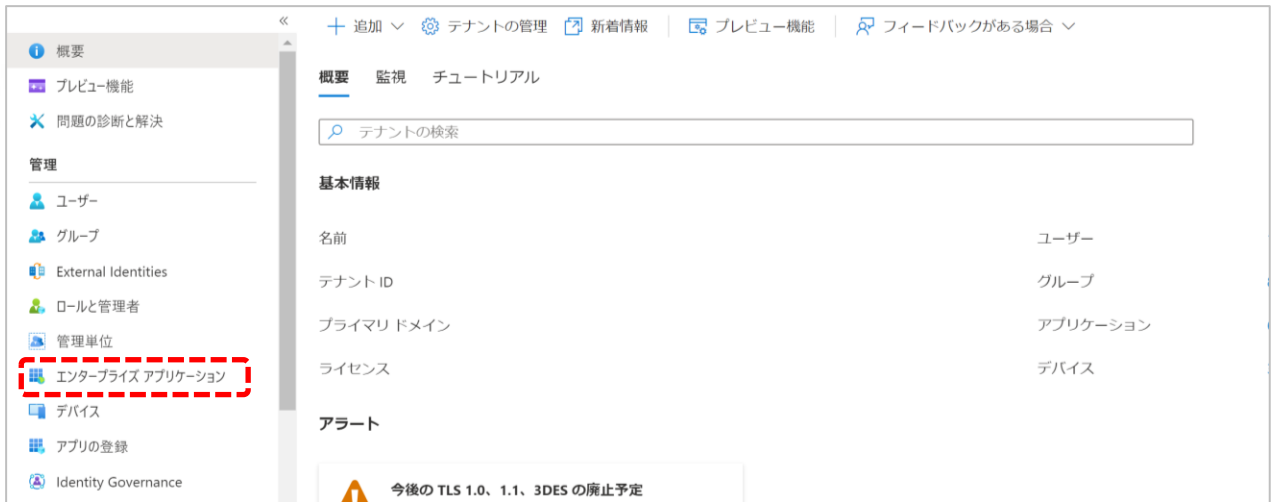 «
概要
プレビュー機能
問題の診断と解決
管理
ユーザー
グループ
External Identities
ロールと管理者
管理単位
エンタープライズ アプリケーション
デバイス
アプリの登録
Identity Governance
追加 テナントの管理 新着情報 プレビュー機能 フィードバックがある場合
概要 監視 チュートリアル
テナントの検索
基本情報
名前 ユーザー
テナント ID グループ
プライマリ ドメイン アプリケーション
ライセンス デバイス
アラート
今後の TLS 1.0、1.1、3DES の廃止予定